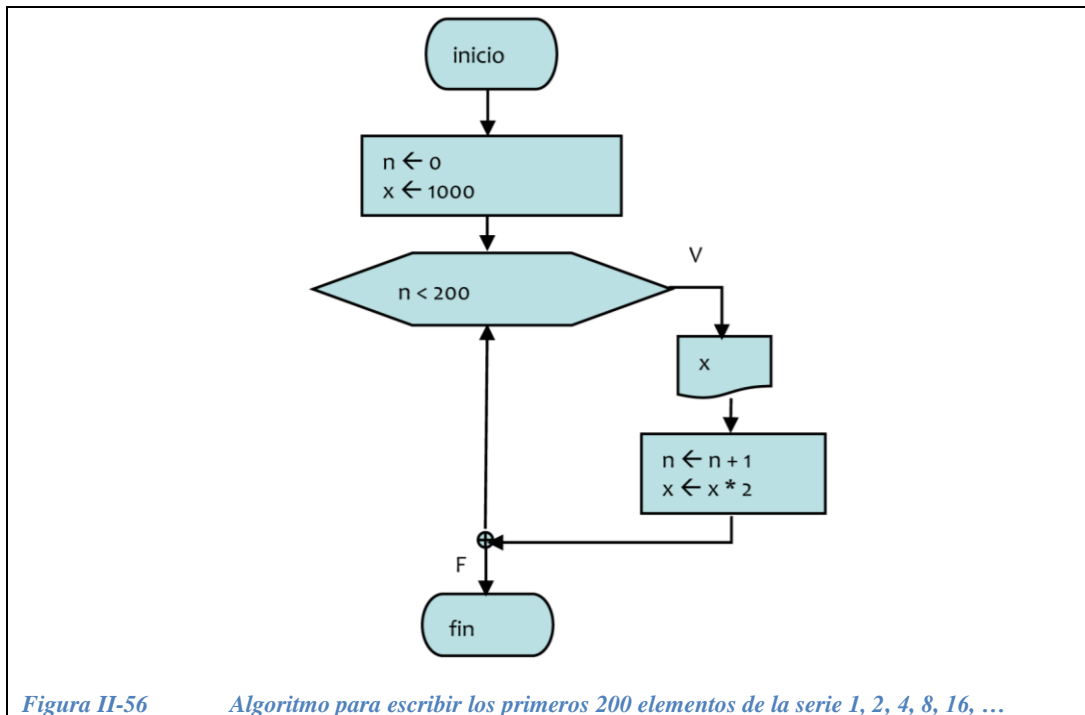 inicio
n ← 0
x ← 1000
n < 200
V
x
n ← n + 1
x ← x * 2
F
fin
Figura II-56 Algoritmo para escribir los primeros 200 elementos de la serie 1, 2, 4, 8, 16, …